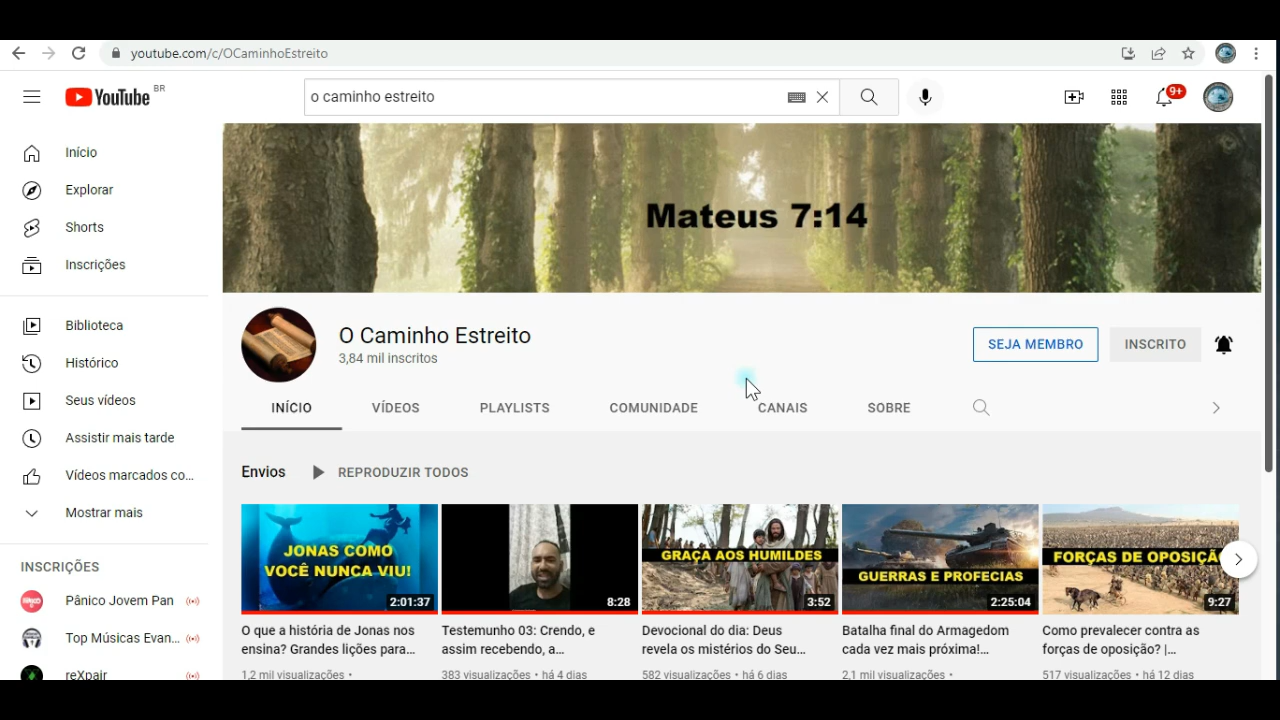 youtube.com/c/OCaminhoEstreito
YouTube BR
o caminho estreito
9+
Início
Explorar
Shorts
Inscrições
Biblioteca
Histórico
Seus vídeos
Assistir mais tarde
Vídeos marcados co...
Mostrar mais
INSCRIÇÕES
Pânico Jovem Pan
Top Músicas Evan...
reXpair
Mateus 7:14
O Caminho Estreito
3,84 mil inscritos
SEJA MEMBRO
INSCRITO
INÍCIO VÍDEOS PLAYLISTS COMUNIDADE CANAIS SOBRE
Envios REPRODUZIR TODOS
JONAS COMO
VOCÊ NUNCA VIU!
2:01:37
O que a história de Jonas nos
ensina? Grandes lições para...
1,2 mil visualizações •
8:28
Testemunho 03: Crendo, e
assim recebendo, a...
383 visualizações • há 4 dias
GRAÇA AOS HUMILDES
3:52
Devocional do dia: Deus
revela os mistérios do Seu...
582 visualizações • há 6 dias
GUERRAS E PROFECIAS
2:25:04
Batalha final do Armagedom
cada vez mais próxima!...
2,1 mil visualizações •
FORÇAS DE OPOSIÇÃO
9:27
Como prevalecer contra as
forças de oposição? |...
517 visualizações • há 12 dias